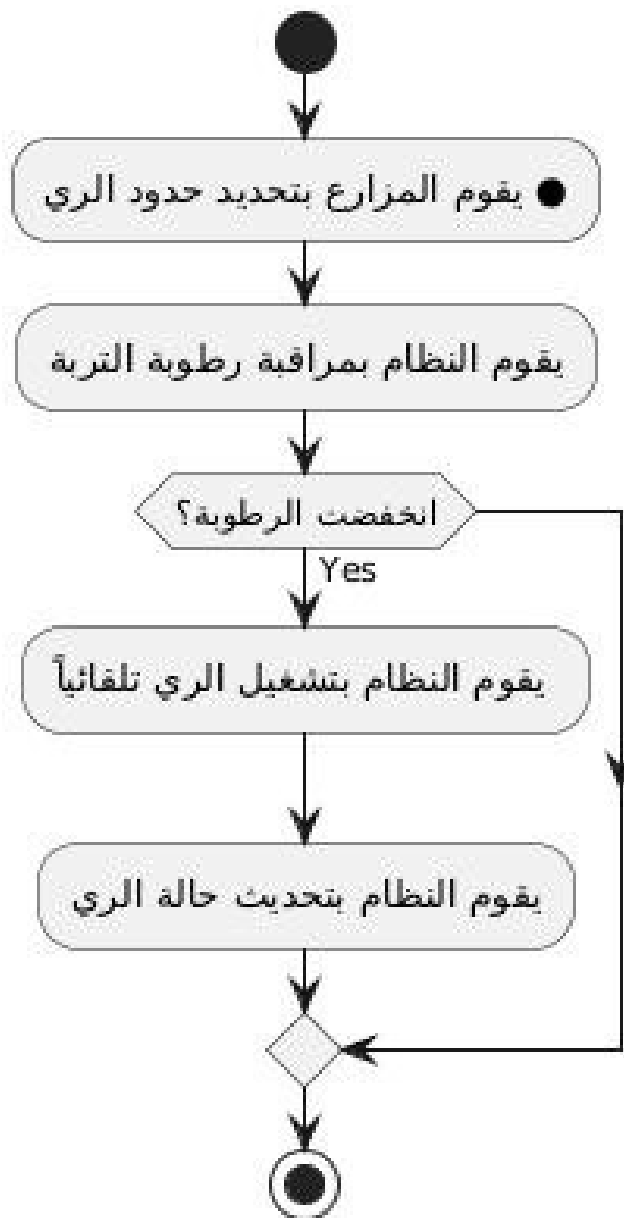 ● يقوم المزارع بتحديد حدود الري
يقوم النظام بمراقبة رطوبة التربة
انخفضت الرطوبة؟
Yes
يقوم النظام بتشغيل الري تلقائياً
يقوم النظام بتحديث حالة الري